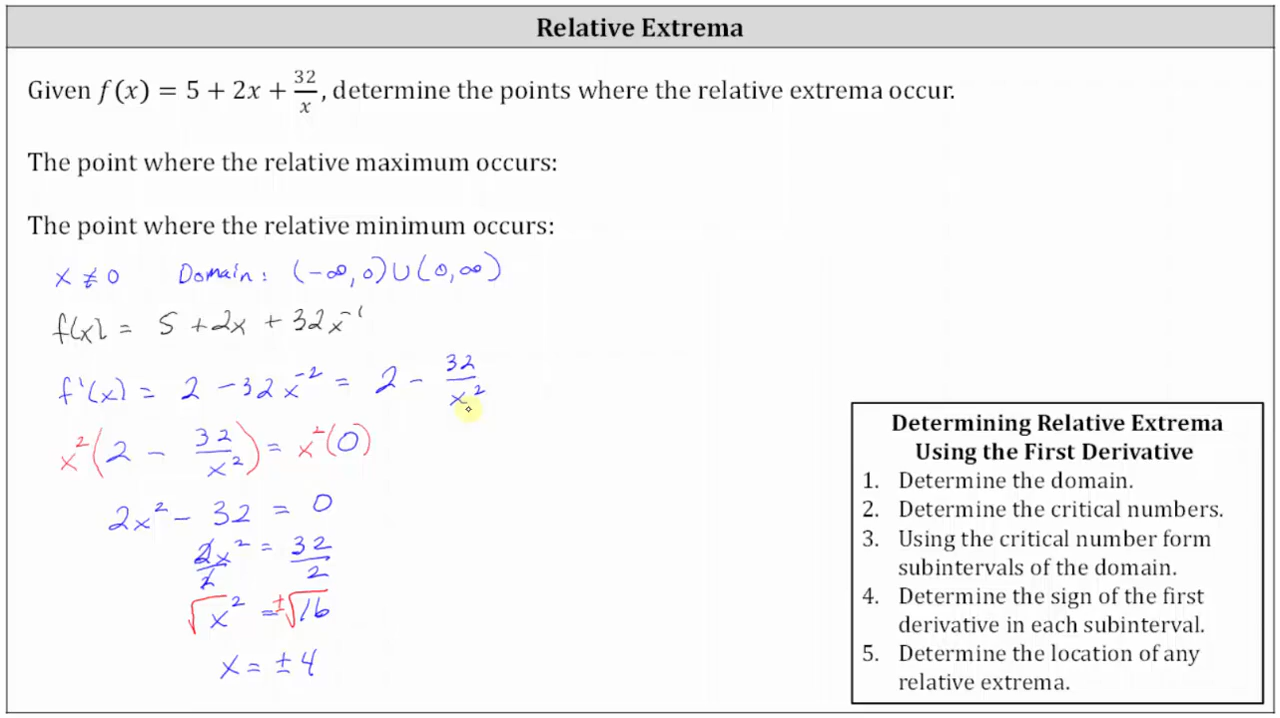 Relative Extrema
Given f(x) = 5 + 2x + 32/x, determine the points where the relative extrema occur.
The point where the relative maximum occurs:
The point where the relative minimum occurs:
x ≠ 0 Domain: (-∞, 0) ∪ (0, ∞)
f(x) = 5 + 2x + 32x⁻¹
f'(x) = 2 - 32x⁻² = 2 - 32/x²
x²(2 - 32/x²) = x²(0)
2x² - 32 = 0
2x²/2 = 32/2
√x² = ±√16
x = ±4
Determining Relative Extrema
Using the First Derivative
1. Determine the domain.
2. Determine the critical numbers.
3. Using the critical number form
subintervals of the domain.
4. Determine the sign of the first
derivative in each subinterval.
5. Determine the location of any
relative extrema.